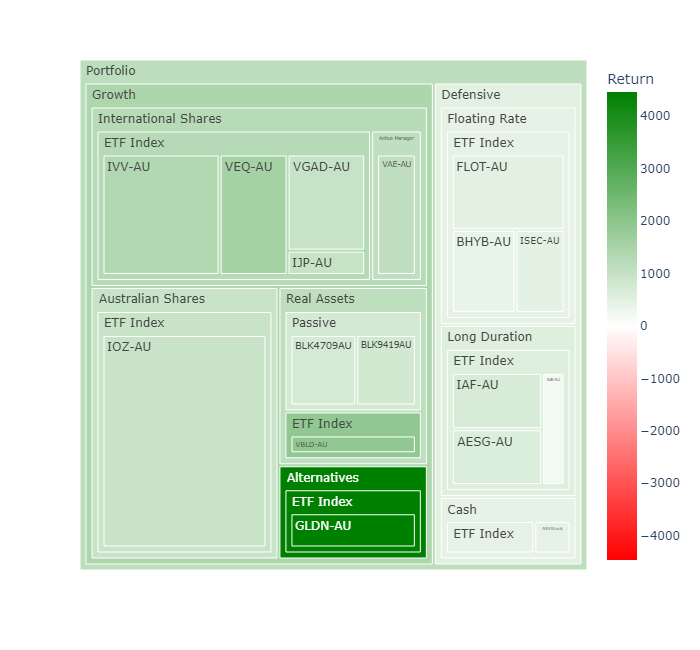 Portfolio
Growth
International Shares
ETF Index
IVV-AU
VEQ-AU
VGAD-AU
IJP-AU
Active Manager
VAE-AU
Australian Shares
ETF Index
IOZ-AU
Real Assets
Passive
BLK4709AU
BLK9419AU
ETF Index
VBLD-AU
Alternatives
ETF Index
GLDN-AU
Defensive
Floating Rate
ETF Index
FLOT-AU
BHYB-AU
ISEC-AU
Long Duration
ETF Index
IAF-AU
AESG-AU
Cash
ETF Index
Return
4000
3000
2000
1000
0
−1000
−2000
−3000
−4000